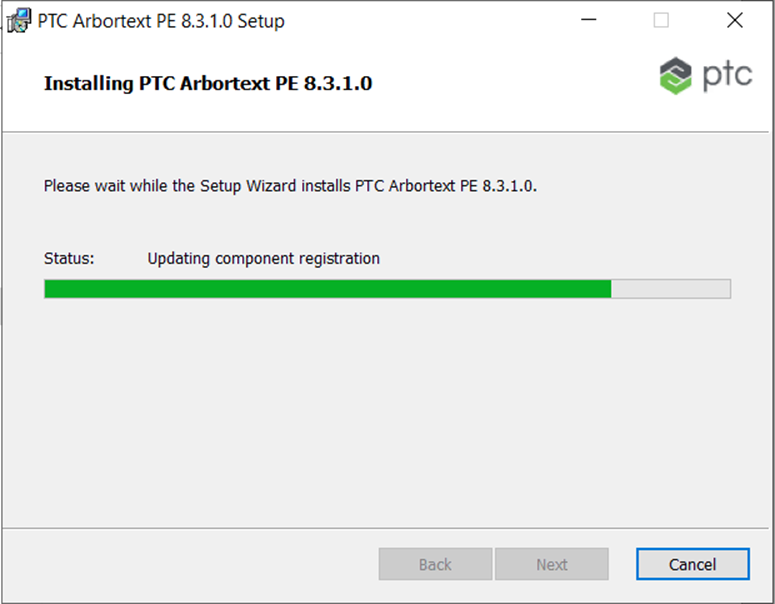 PTC Arbortext PE 8.3.1.0 Setup
Installing PTC Arbortext PE 8.3.1.0
ptc
Please wait while the Setup Wizard installs PTC Arbortext PE 8.3.1.0.
Status: Updating component registration
Back Next Cancel